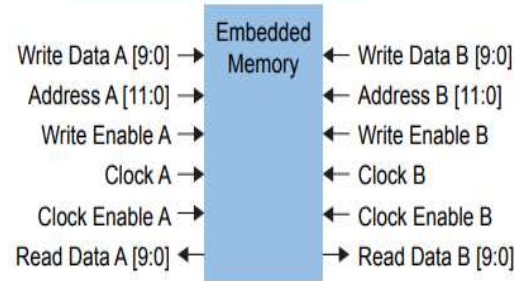 Embedded
Memory
Write Data A [9:0]
Address A [11:0]
Write Enable A
Clock A
Clock Enable A
Read Data A [9:0]
Write Data B [9:0]
Address B [11:0]
Write Enable B
Clock B
Clock Enable B
Read Data B [9:0]